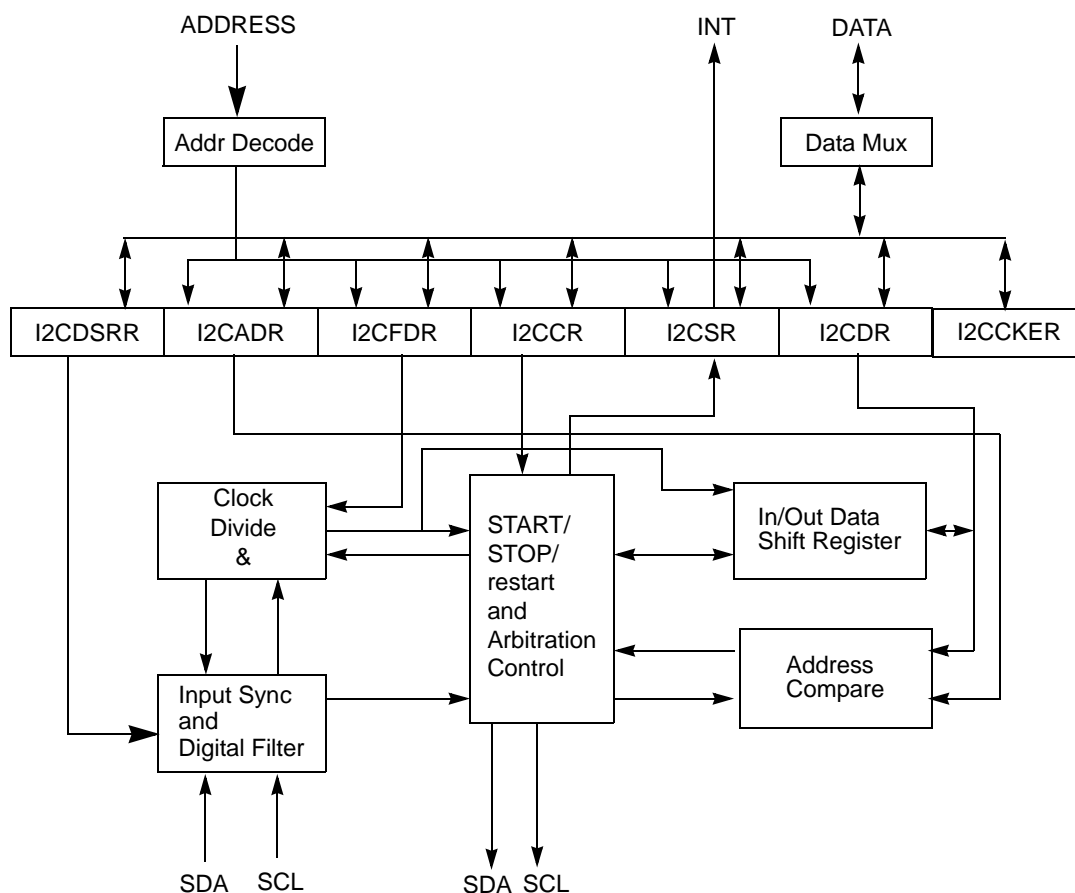 ADDRESS
INT
DATA
Addr Decode
Data Mux
I2CDSRR
I2CADR
I2CFDR
I2CCR
I2CSR
I2CDR
I2CCKER
Clock
Divide
&
START/
STOP/
restart
and
Arbitration
Control
In/Out Data
Shift Register
Input Sync
and
Digital Filter
Address
Compare
SDA
SCL
SDA
SCL